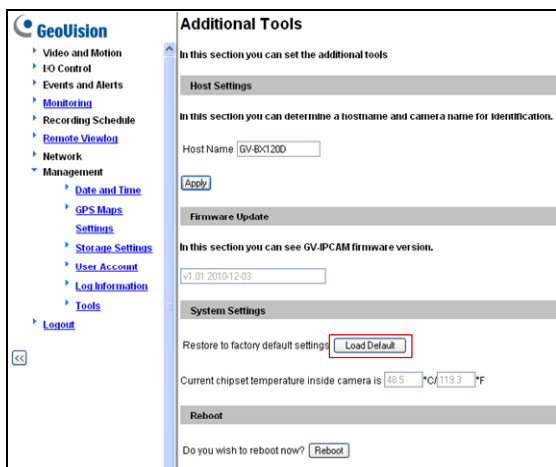 GeoVision
Video and Motion
I/O Control
Events and Alerts
Monitoring
Recording Schedule
Remote Viewlog
Network
Management
Date and Time
GPS Maps
Settings
Storage Settings
User Account
Log Information
Tools
Logout
<<
Additional Tools
In this section you can set the additional tools
Host Settings
In this section you can determine a hostname and camera name for identification.
Host Name GV-BX120D
Apply
Firmware Update
In this section you can see GV-IPCAM firmware version.
v1.01 2010-12-03
System Settings
Restore to factory default settings Load Default
Current chipset temperature inside camera is 48.5 °C/ 119.3 °F
Reboot
Do you wish to reboot now? Reboot